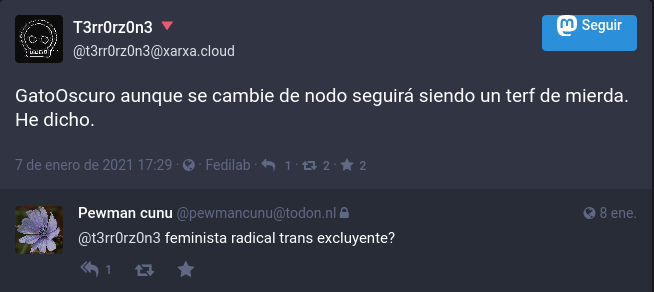 T3rr0rz0n3
Seguir
@t3rr0rz0n3@xarxa.cloud
GatoOscuro aunque se cambie de nodo seguirá siendo un terf de mierda.
He dicho.
7 de enero de 2021 17:29 · · Fedilab · 1 · 2 · 2
Pewman cunu @pewmancunu@todon.nl 8 ene.
@t3rr0rz0n3 feminista radical trans excluyente?
1